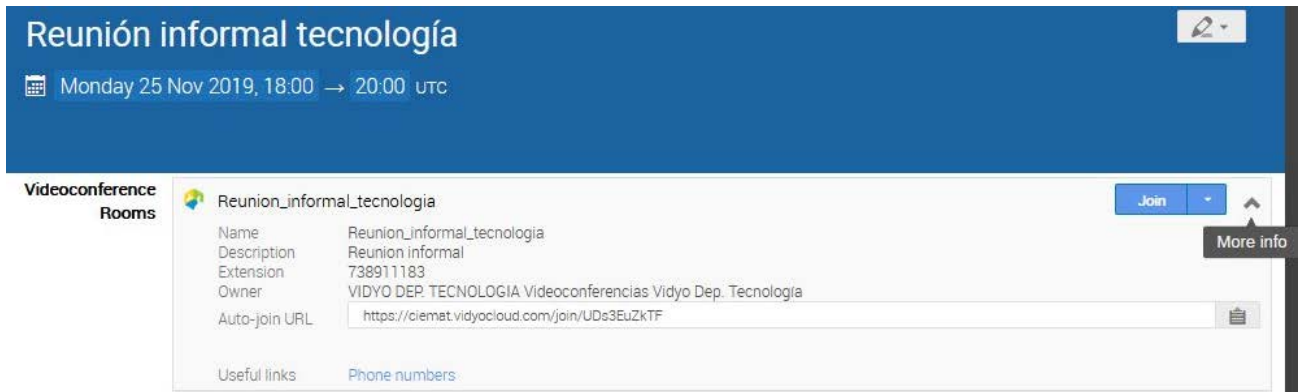 Reunión informal tecnología
Monday 25 Nov 2019, 18:00 → 20:00 UTC
Videoconference
Rooms
Reunion_informal_tecnologia
Join
More info
Name Reunion_informal_tecnologia
Description Reunion informal
Extension 738911183
Owner VIDYO DEP. TECNOLOGIA Videoconferencias Vidyo Dep. Tecnología
Auto-join URL https://ciemat.vidyocloud.com/join/UDs3EuZkTF
Useful links Phone numbers